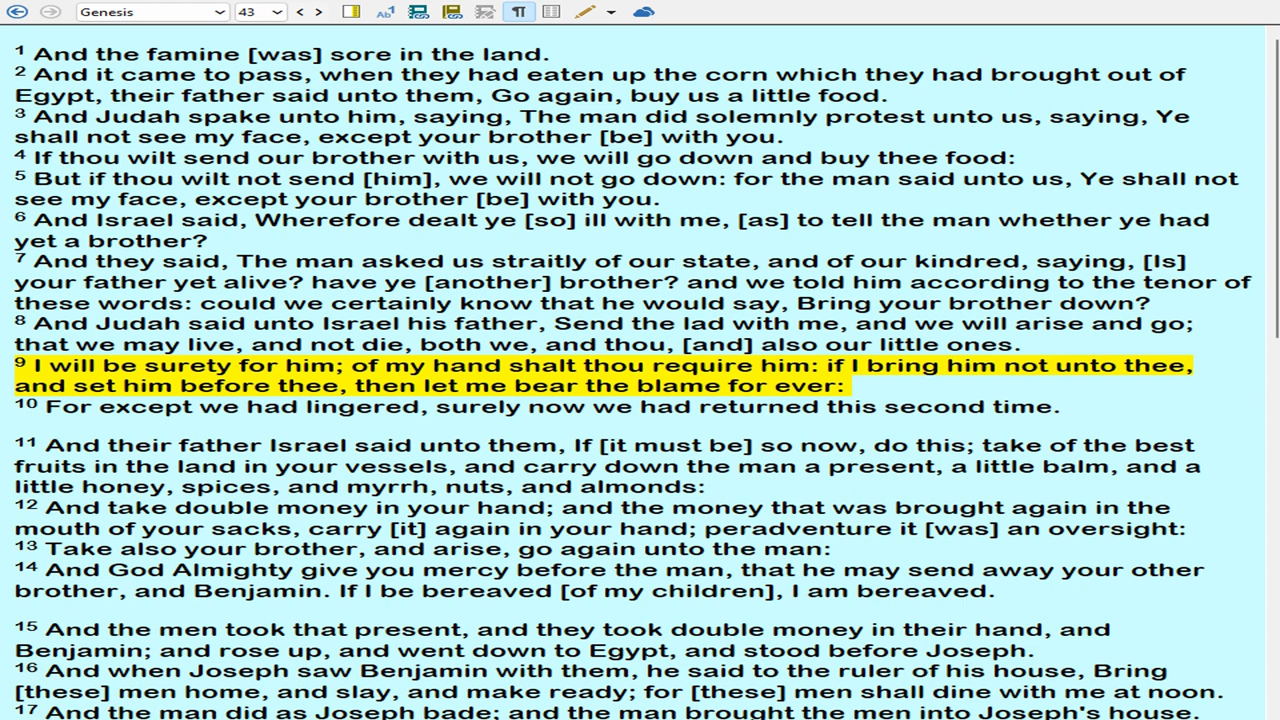 Genesis 43 < >
Ab1
¶
1 And the famine [was] sore in the land.
2 And it came to pass, when they had eaten up the corn which they had brought out of
Egypt, their father said unto them, Go again, buy us a little food.
3 And Judah spake unto him, saying, The man did solemnly protest unto us, saying, Ye
shall not see my face, except your brother [be] with you.
4 If thou wilt send our brother with us, we will go down and buy thee food:
5 But if thou wilt not send [him], we will not go down: for the man said unto us, Ye shall not
see my face, except your brother [be] with you.
6 And Israel said, Wherefore dealt ye [so] ill with me, [as] to tell the man whether ye had
yet a brother?
7 And they said, The man asked us straitly of our state, and of our kindred, saying, [Is]
your father yet alive? have ye [another] brother? and we told him according to the tenor of
these words: could we certainly know that he would say, Bring your brother down?
8 And Judah said unto Israel his father, Send the lad with me, and we will arise and go;
that we may live, and not die, both we, and thou, [and] also our little ones.
9 I will be surety for him; of my hand shalt thou require him: if I bring him not unto thee,
and set him before thee, then let me bear the blame for ever:
10 For except we had lingered, surely now we had returned this second time.
11 And their father Israel said unto them, If [it must be] so now, do this; take of the best
fruits in the land in your vessels, and carry down the man a present, a little balm, and a
little honey, spices, and myrrh, nuts, and almonds:
12 And take double money in your hand; and the money that was brought again in the
mouth of your sacks, carry [it] again in your hand; peradventure it [was] an oversight:
13 Take also your brother, and arise, go again unto the man:
14 And God Almighty give you mercy before the man, that he may send away your other
brother, and Benjamin. If I be bereaved [of my children], I am bereaved.
15 And the men took that present, and they took double money in their hand, and
Benjamin; and rose up, and went down to Egypt, and stood before Joseph.
16 And when Joseph saw Benjamin with them, he said to the ruler of his house, Bring
[these] men home, and slay, and make ready; for [these] men shall dine with me at noon.
17 And the man did as Joseph bade; and the man brought the men into Joseph's house.